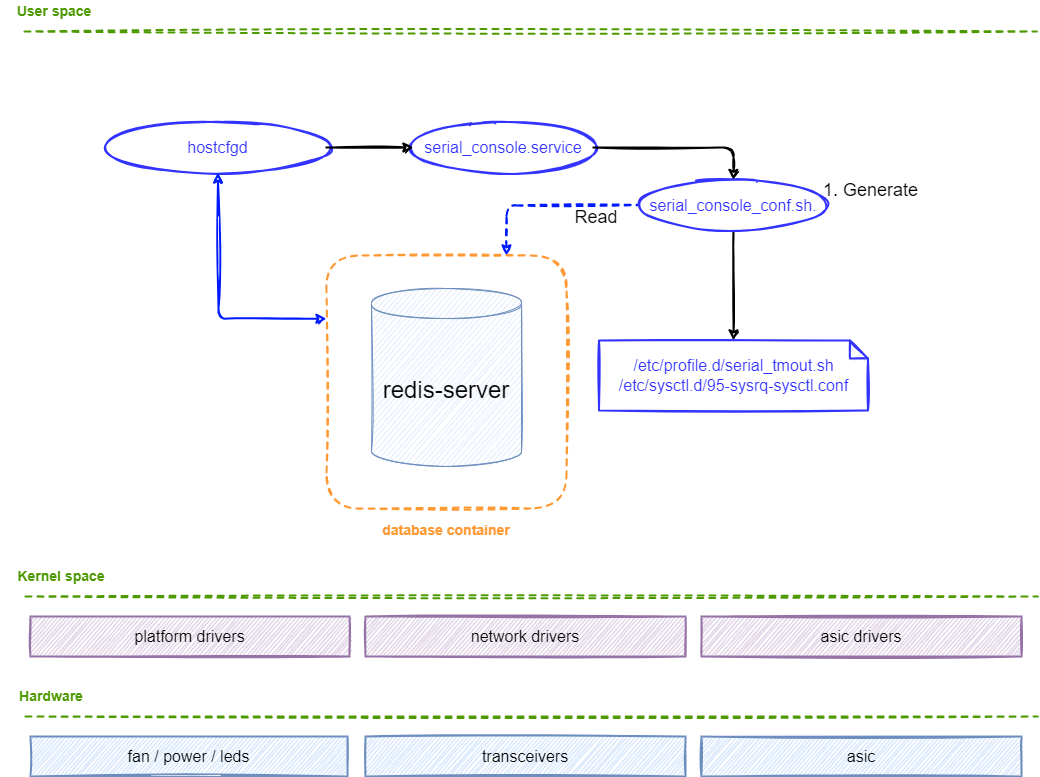 User space
hostcfgd
serial_console.service
1. Generate
serial_console_conf.sh.
Read
redis-server
/etc/profile.d/serial_tmout.sh
/etc/sysctl.d/95-sysrq-sysctl.conf
database container
Kernel space
platform drivers
network drivers
asic drivers
Hardware
fan / power / leds
transceivers
asic